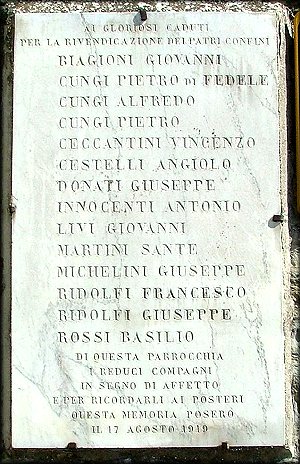 AI GLORIOSI CADUTI
PER LA RIVENDICAZIONE DEI PATRI CONFINI
BIAGIONI GIOVANNI
CUNGI PIETRO DI FEDELE
CUNGI ALFREDO
CUNGI PIETRO
CECCANTINI VINCENZO
CESTELLI ANGIOLO
DONATI GIUSEPPE
INNOCENTI ANTONIO
LIVI GIOVANNI
MARTINI SANTE
MICHELINI GIUSEPPE
RIDOLFI FRANCESCO
RIDOLFI GIUSEPPE
ROSSI BASILIO
DI QUESTA PARROCCHIA
I REDUCI COMPAGNI
IN SEGNO DI AFFETTO
E PER RICORDARLI AI POSTERI
QUESTA MEMORIA POSERO
IL 17 AGOSTO 1919